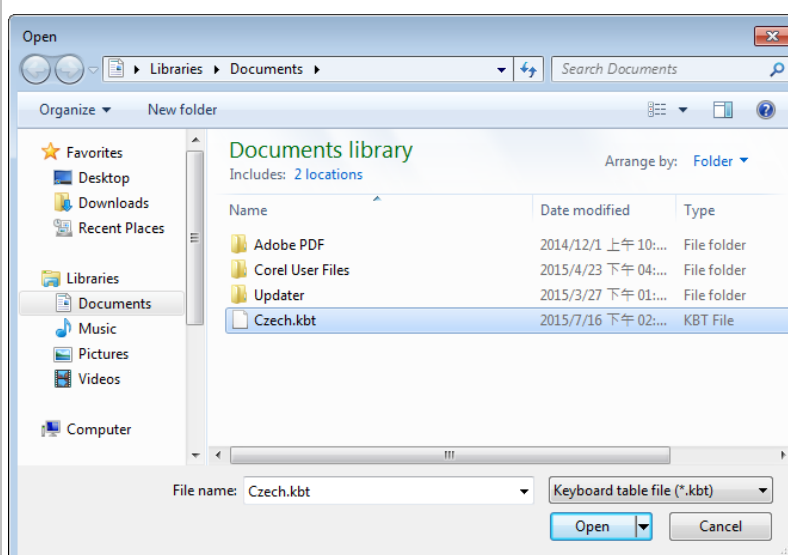 Open
Libraries Documents
Search Documents
Organize New folder
Favorites
Desktop
Downloads
Recent Places
Libraries
Documents
Music
Pictures
Videos
Computer
Documents library
Includes: 2 locations
Arrange by: Folder
Name Date modified Type
Adobe PDF 2014/12/1 上午 10:... File folder
Corel User Files 2015/4/23 下午 04:... File folder
Updater 2015/3/27 下午 01:... File folder
Czech.kbt 2015/7/16 下午 02:... KBT File
File name: Czech.kbt Keyboard table file (*.kbt)
Open Cancel